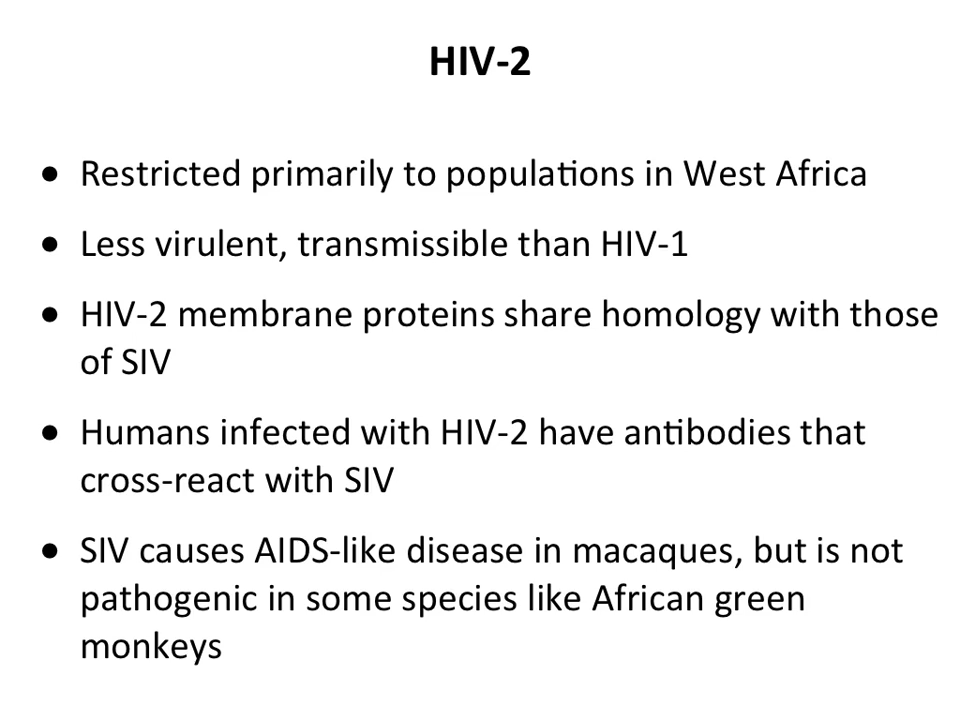 HIV-2
• Restricted primarily to populations in West Africa
• Less virulent, transmissible than HIV-1
• HIV-2 membrane proteins share homology with those
of SIV
• Humans infected with HIV-2 have antibodies that
cross-react with SIV
• SIV causes AIDS-like disease in macaques, but is not
pathogenic in some species like African green
monkeys